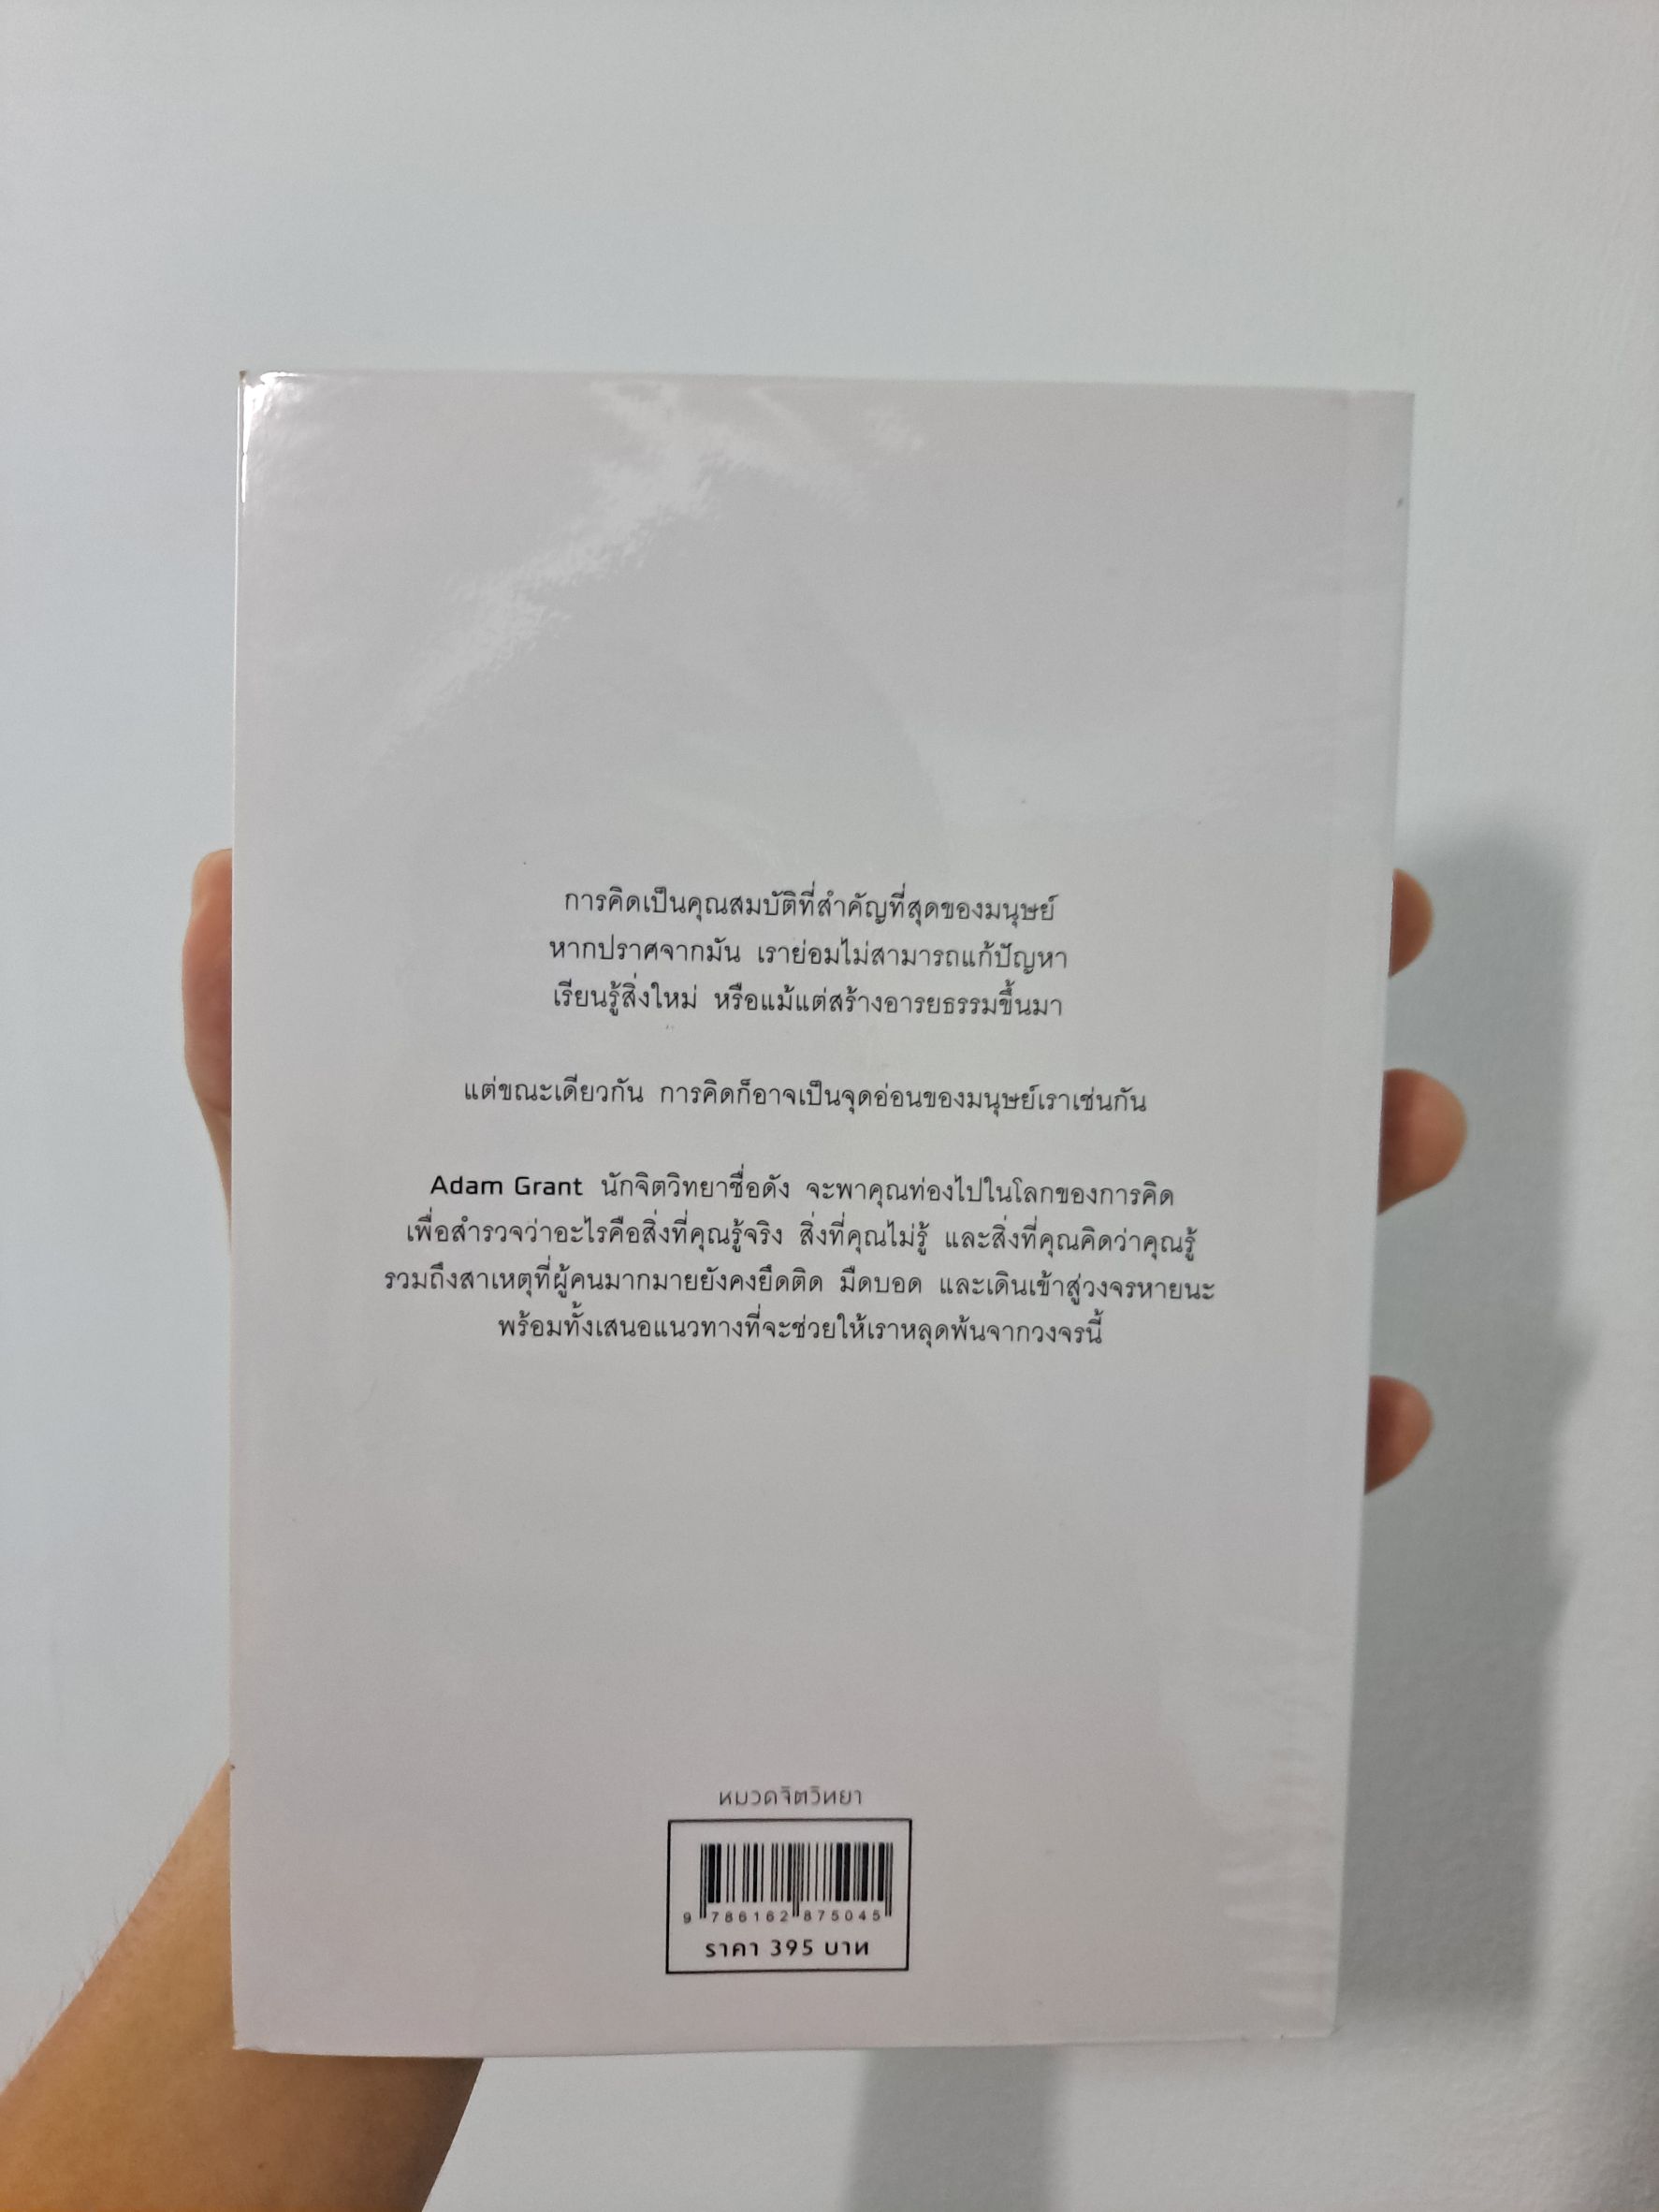 การคิดเป็นคุณสมบัติที่สำคัญที่สุดของมนุษย์
หากปราศจากมัน เราย่อมไม่สามารถแก้ปัญหา
เรียนรู้สิ่งใหม่ หรือแม้แต่สร้างอารยธรรมขึ้นมา
แต่ขณะเดียวกัน การคิดก็อาจเป็นจุดอ่อนของมนุษย์เราเช่นกัน
Adam Grant นักจิตวิทยาชื่อดัง จะพาคุณท่องไปในโลกของการคิด
เพื่อสำรวจว่าอะไรคือสิ่งที่คุณรู้จริง สิ่งที่คุณไม่รู้ และสิ่งที่คุณคิดว่าคุณรู้
รวมถึงสาเหตุที่ผู้คนมากมายยังคงยึดติด มืดบอด และเดินเข้าสู่วงจรหายนะ
พร้อมทั้งเสนอแนวทางที่จะช่วยให้เราหลุดพ้นจากวงจรนี้
หมวดจิตวิทยา
9 786162 875045
ราคา 395 บาท